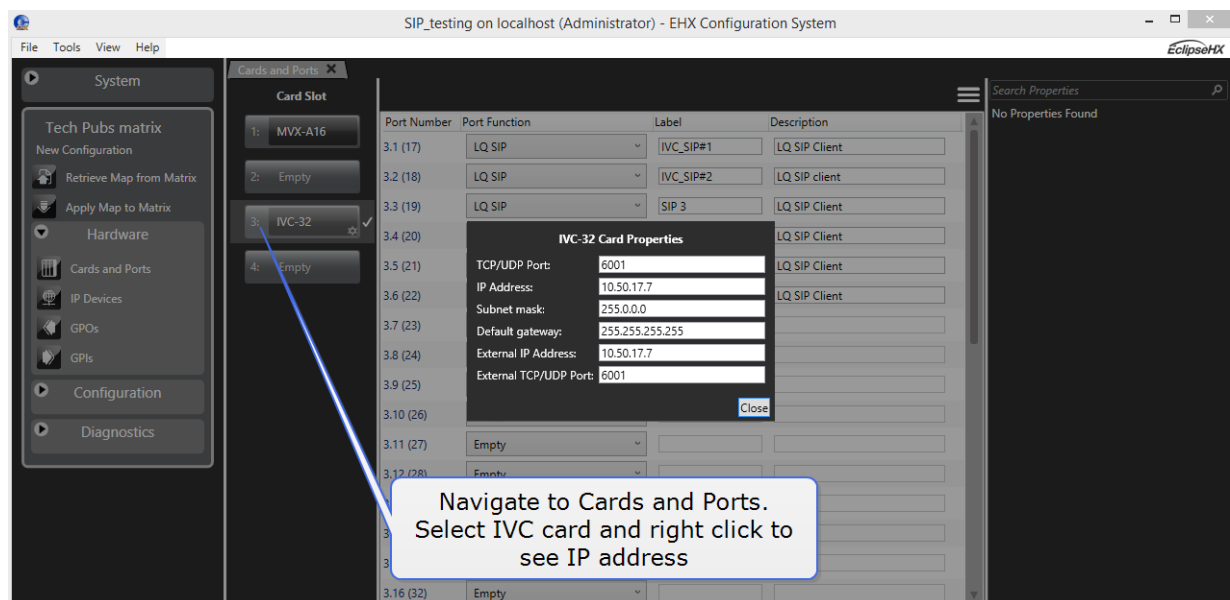 SIP_testing on localhost (Administrator) - EHX Configuration System
File Tools View Help
EclipseHX
System
Tech Pubs matrix
New Configuration
Retrieve Map from Matrix
Apply Map to Matrix
Hardware
Cards and Ports
IP Devices
GPOs
GPIs
Configuration
Diagnostics
Cards and Ports
Card Slot
1: MVX-A16
2: Empty
3: IVC-32
4: Empty
Port Number Port Function Label Description
3.1 (17) LQ SIP IVC_SIP#1 LQ SIP Client
3.2 (18) LQ SIP IVC_SIP#2 LQ SIP client
3.3 (19) LQ SIP SIP 3 LQ SIP Client
3.4 (20) LQ SIP Client
3.5 (21) LQ SIP Client
3.6 (22) LQ SIP Client
3.7 (23)
3.8 (24)
3.9 (25)
3.10 (26)
3.11 (27) Empty
3.12 (28) Empty
3
3
3
3.16 (32) Empty
IVC-32 Card Properties
TCP/UDP Port: 6001
IP Address: 10.50.17.7
Subnet mask: 255.0.0.0
Default gateway: 255.255.255.255
External IP Address: 10.50.17.7
External TCP/UDP Port: 6001
Close
Navigate to Cards and Ports.
Select IVC card and right click to
see IP address
Search Properties
No Properties Found